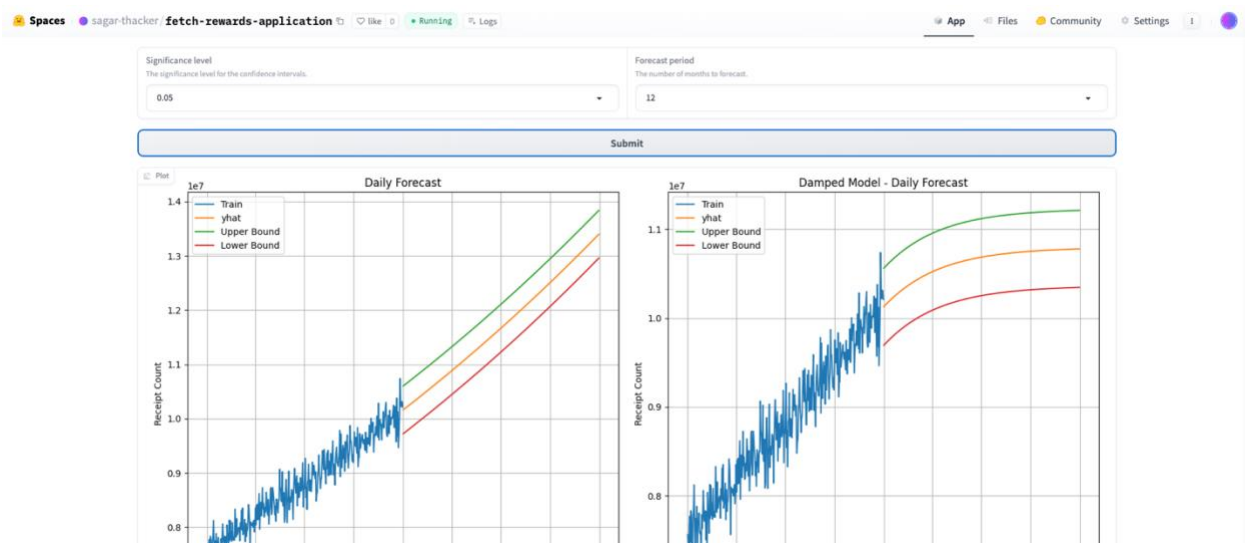 Spaces sagar-thacker/fetch-rewards-application like 0 Running Logs App Files Community Settings
Significance level
The significance level for the confidence intervals.
0.05
Forecast period
The number of months to forecast.
12
Submit
Plot
Daily Forecast
1e7
Train
yhat
Upper Bound
Lower Bound
1.4
1.3
1.2
1.1
1.0
0.9
0.8
Receipt Count
Damped Model - Daily Forecast
1e7
Train
yhat
Upper Bound
Lower Bound
1.1
1.0
0.9
0.8
Receipt Count